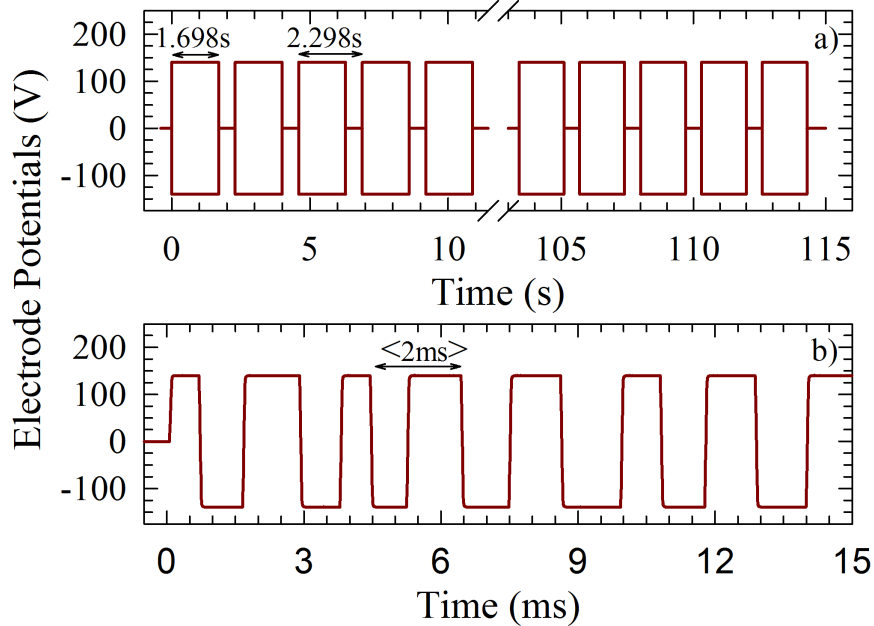 Electrode Potentials (V)
200
100
0
-100
1.698s
2.298s
a)
0 5 10 105 110 115
Time (s)
200
100
0
-100
<2ms>
b)
0 3 6 9 12 15
Time (ms)